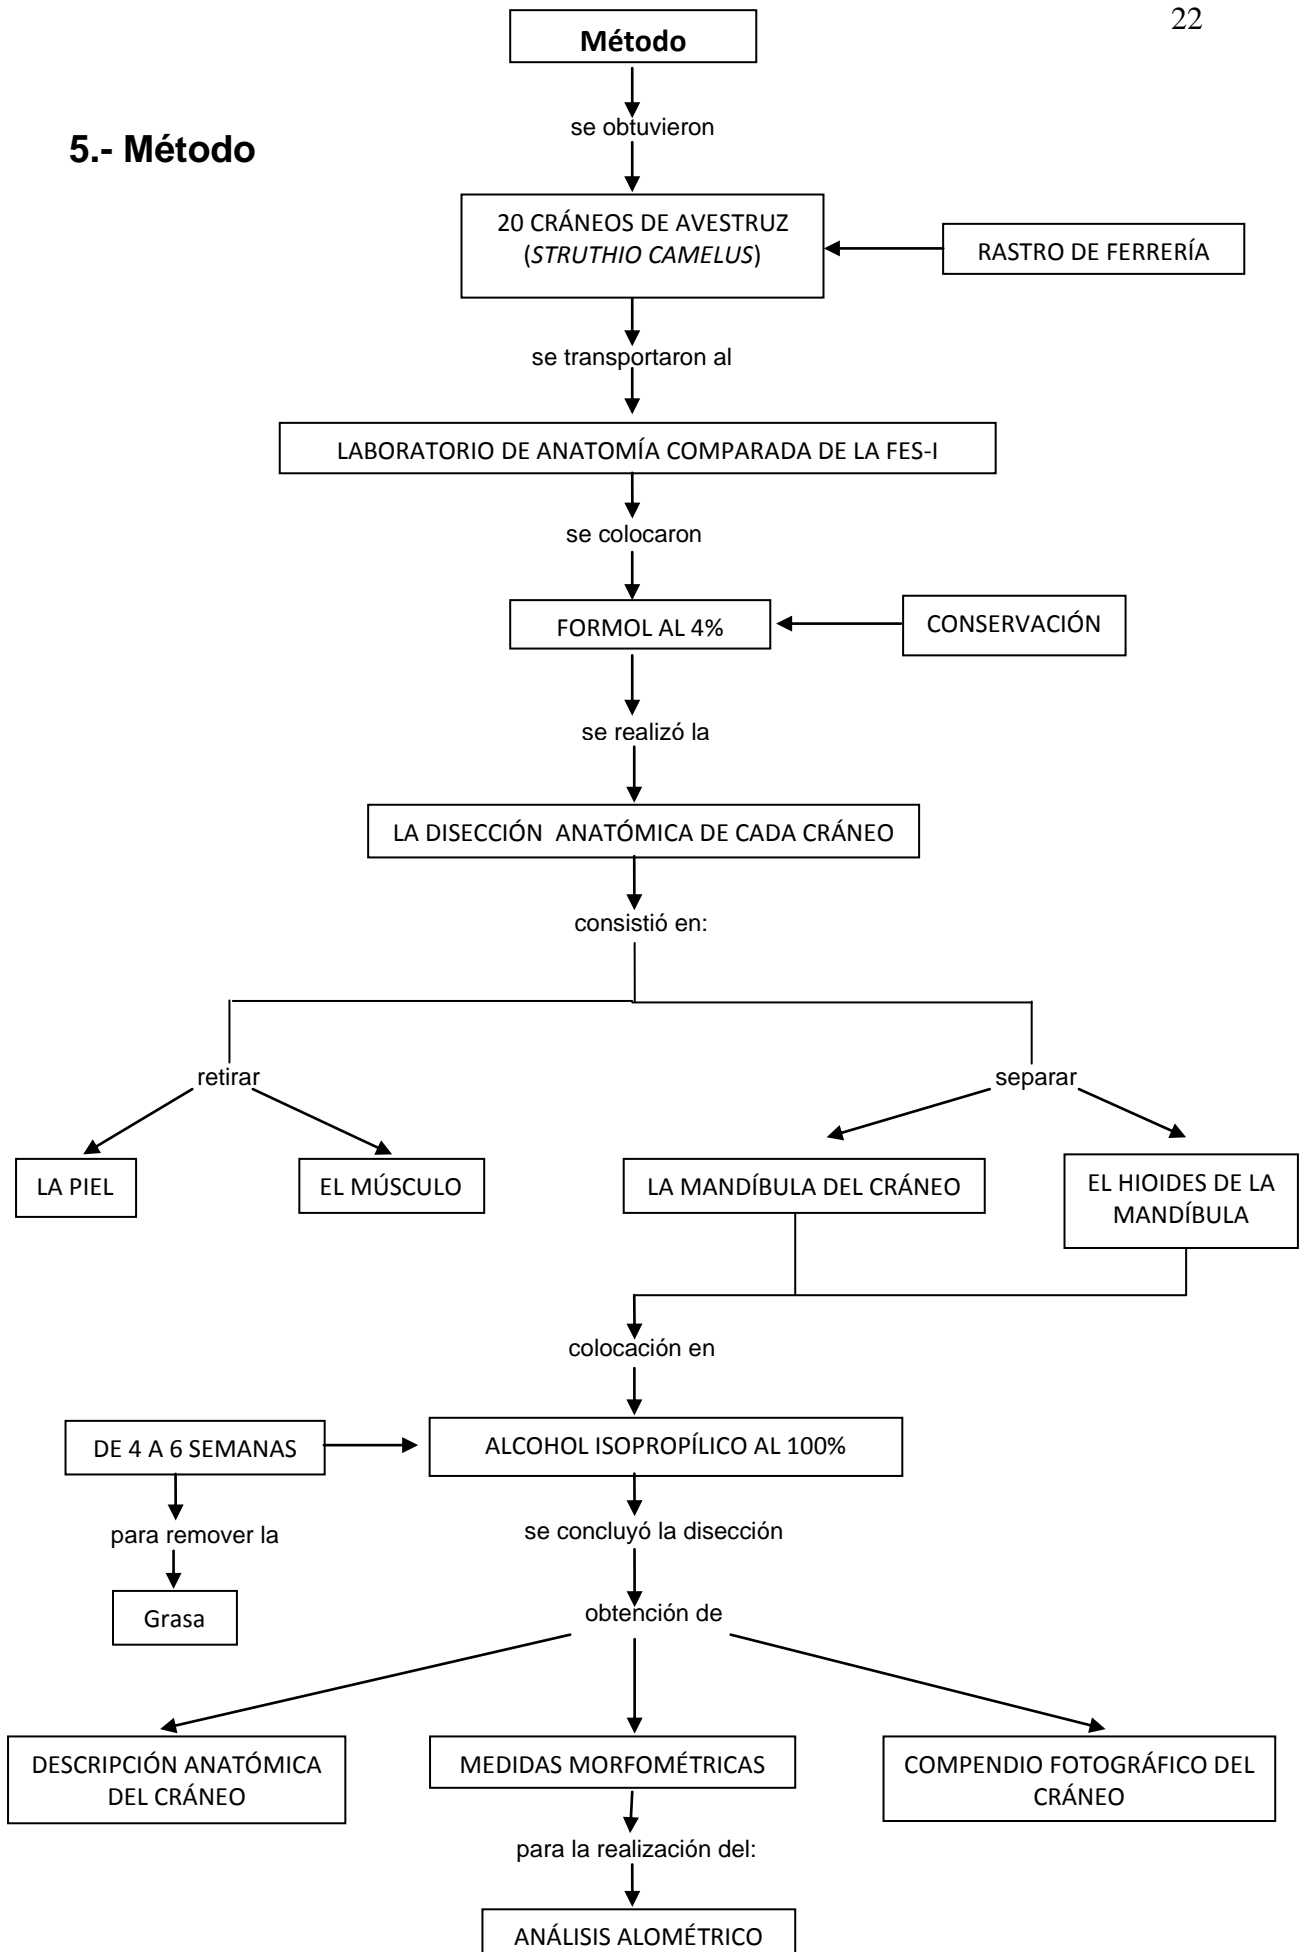 22
Método
se obtuvieron
5.- Método
20 CRÁNEOS DE AVESTRUZ
(STRUTHIO CAMELUS)
RASTRO DE FERRERÍA
se transportaron al
LABORATORIO DE ANATOMÍA COMPARADA DE LA FES-I
se colocaron
FORMOL AL 4%
CONSERVACIÓN
se realizó la
LA DISECCIÓN ANATÓMICA DE CADA CRÁNEO
consistió en:
retirar
separar
LA PIEL
EL MÚSCULO
LA MANDÍBULA DEL CRÁNEO
EL HIOIDES DE LA
MANDÍBULA
colocación en
DE 4 A 6 SEMANAS
ALCOHOL ISOPROPÍLICO AL 100%
para remover la
se concluyó la disección
Grasa
obtención de
DESCRIPCIÓN ANATÓMICA
DEL CRÁNEO
MEDIDAS MORFOMÉTRICAS
COMPENDIO FOTOGRÁFICO DEL
CRÁNEO
para la realización del:
ANÁLISIS ALOMÉTRICO